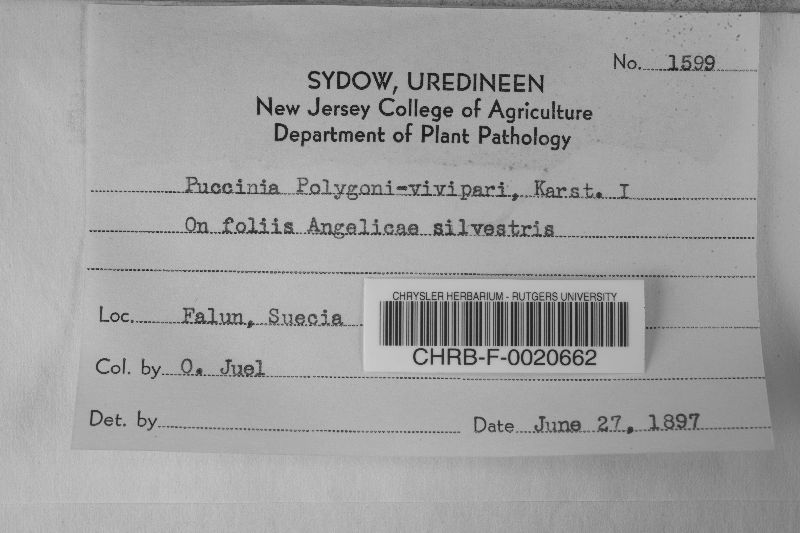 No. 1599
SYDOW, UREDINEEN
New Jersey College of Agriculture
Department of Plant Pathology
Puccinia Polygoni-vivipari, Karst. I
On foliis Angelicae silvestris
Loc. Falun, Suecia
CHRYSLER HERBARIUM - RUTGERS UNIVERSITY
CHRB-F-0020662
Col. by O. Juel
Det. by
Date June 27, 1897